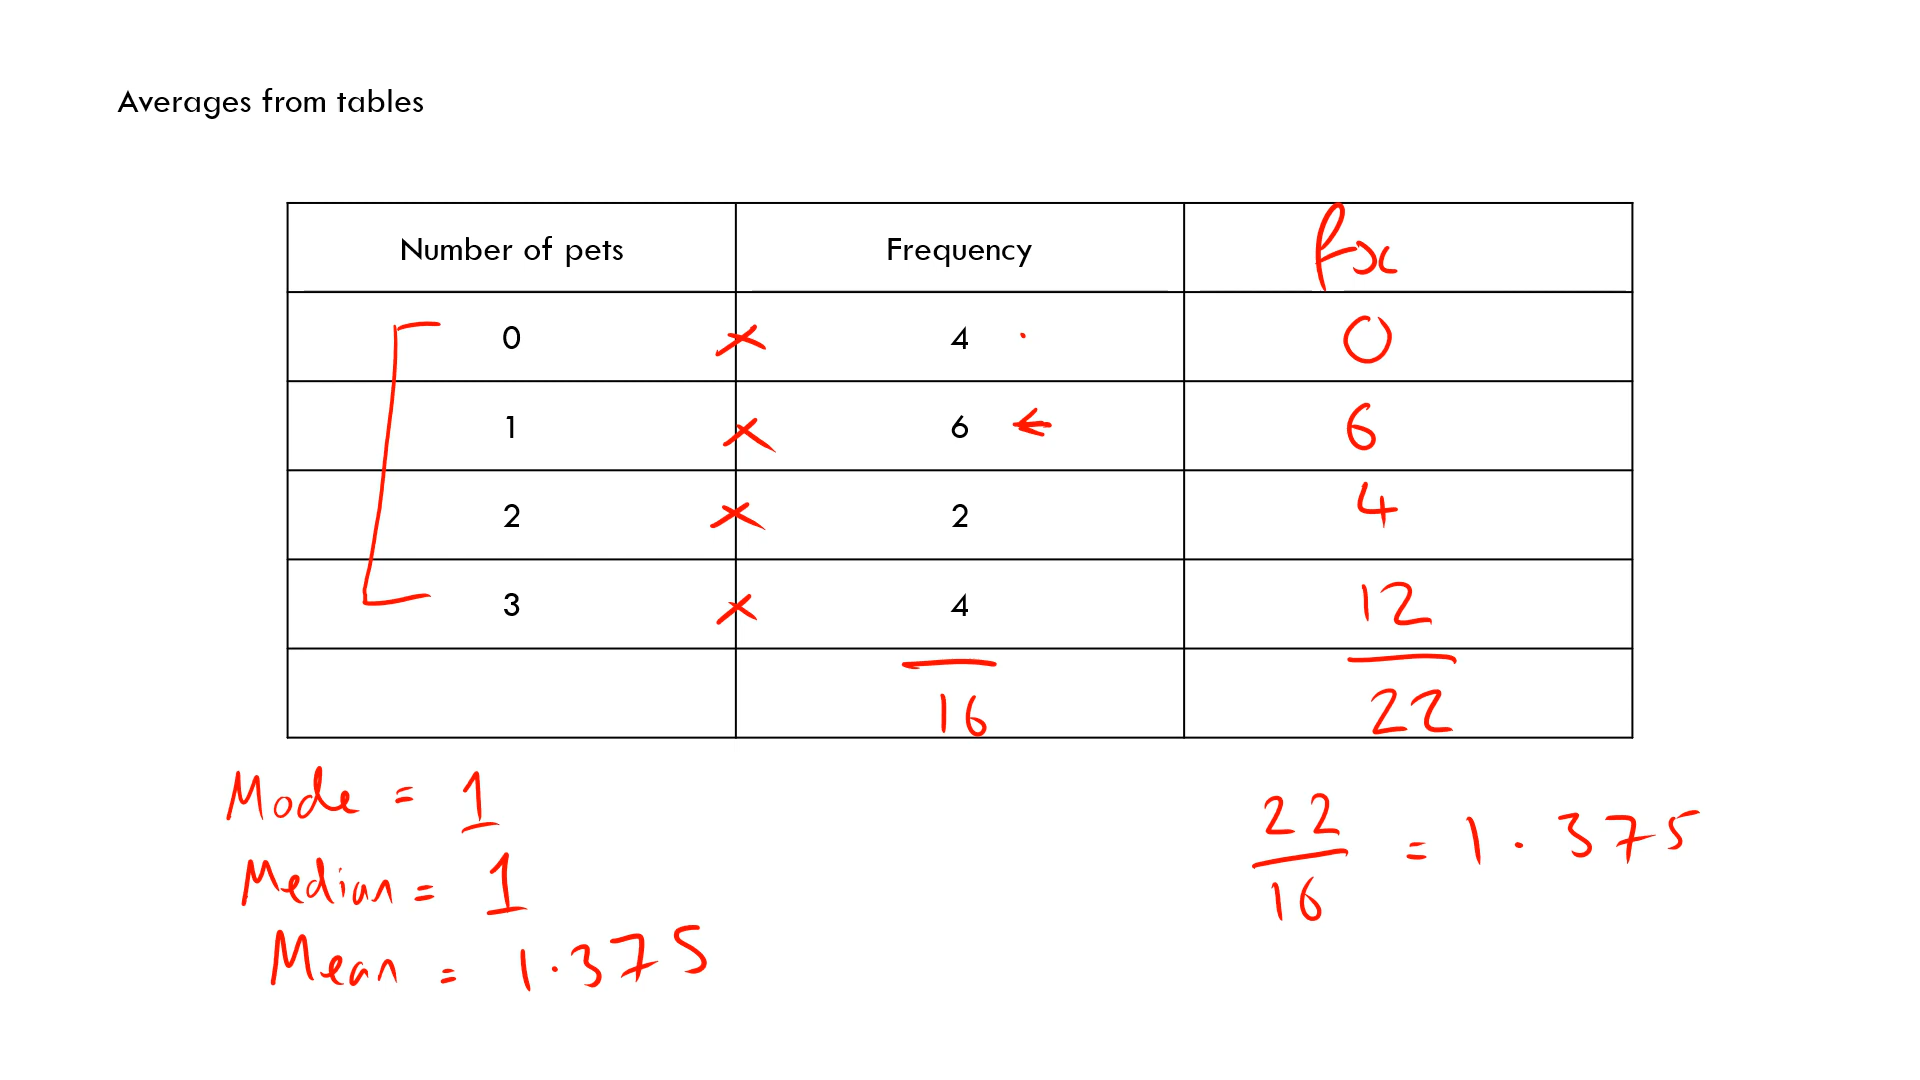 Averages from tables
Number of pets Frequency fx
0 × 4 0
1 × 6 ← 6
2 × 2 4
3 × 4 12
16 22
Mode = 1
Median = 1
Mean = 1.375
22
16
= 1.375